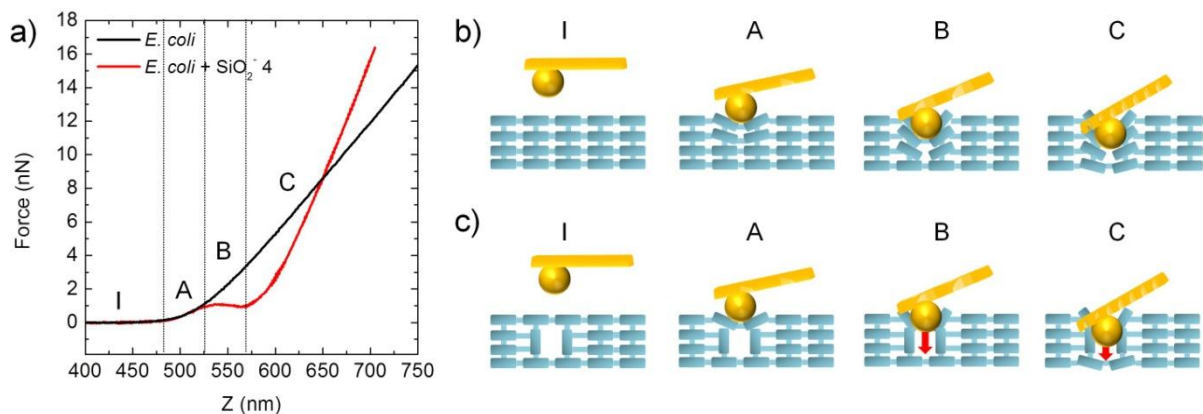 a)
E. coli
E. coli + SiO₂⁻ 4
18
16
14
12
10
8
6
4
2
0
Force (nN)
I
A
B
C
400 450 500 550 600 650 700 750
Z (nm)
b)
I A B C
c)
I A B C